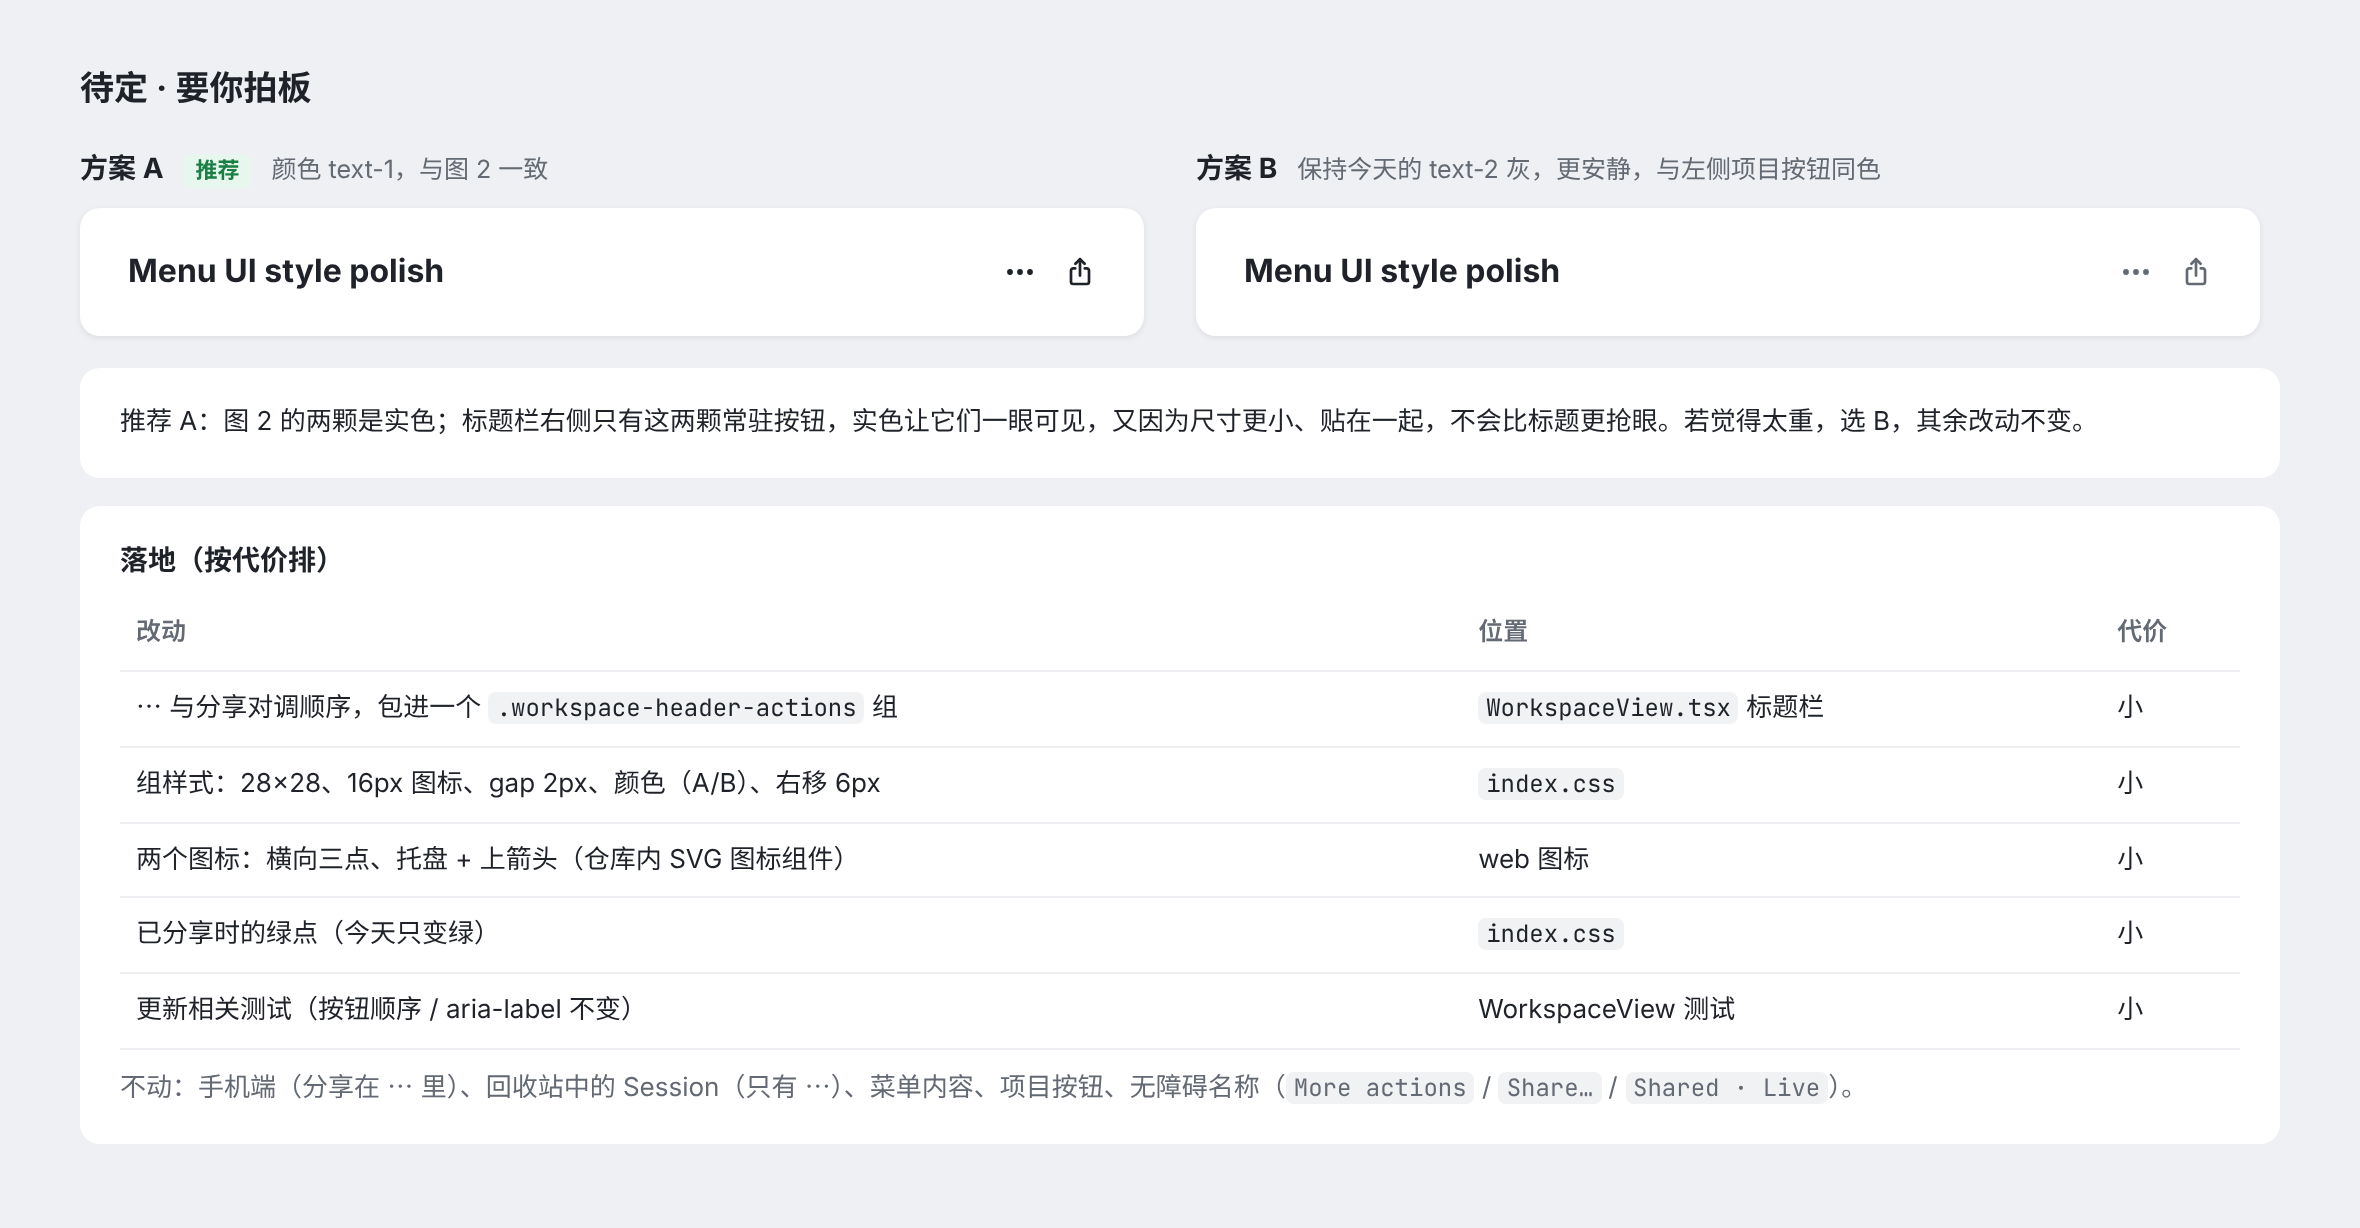 待定 · 要你拍板
方案 A 推荐 颜色 text-1，与图 2 一致
方案 B 保持今天的 text-2 灰，更安静，与左侧项目按钮同色
Menu UI style polish
Menu UI style polish
推荐 A：图 2 的两颗是实色；标题栏右侧只有这两颗常驻按钮，实色让它们一眼可见，又因为尺寸更小、贴在一起，不会比标题更抢眼。若觉得太重，选 B，其余改动不变。
落地（按代价排）
改动 位置 代价
··· 与分享对调顺序，包进一个 .workspace-header-actions 组 WorkspaceView.tsx 标题栏 小
组样式：28×28、16px 图标、gap 2px、颜色（A/B）、右移 6px index.css 小
两个图标：横向三点、托盘 + 上箭头（仓库内 SVG 图标组件） web 图标 小
已分享时的绿点（今天只变绿） index.css 小
更新相关测试（按钮顺序 / aria-label 不变） WorkspaceView 测试 小
不动：手机端（分享在 ··· 里）、回收站中的 Session（只有 ···）、菜单内容、项目按钮、无障碍名称（More actions / Share… / Shared · Live）。